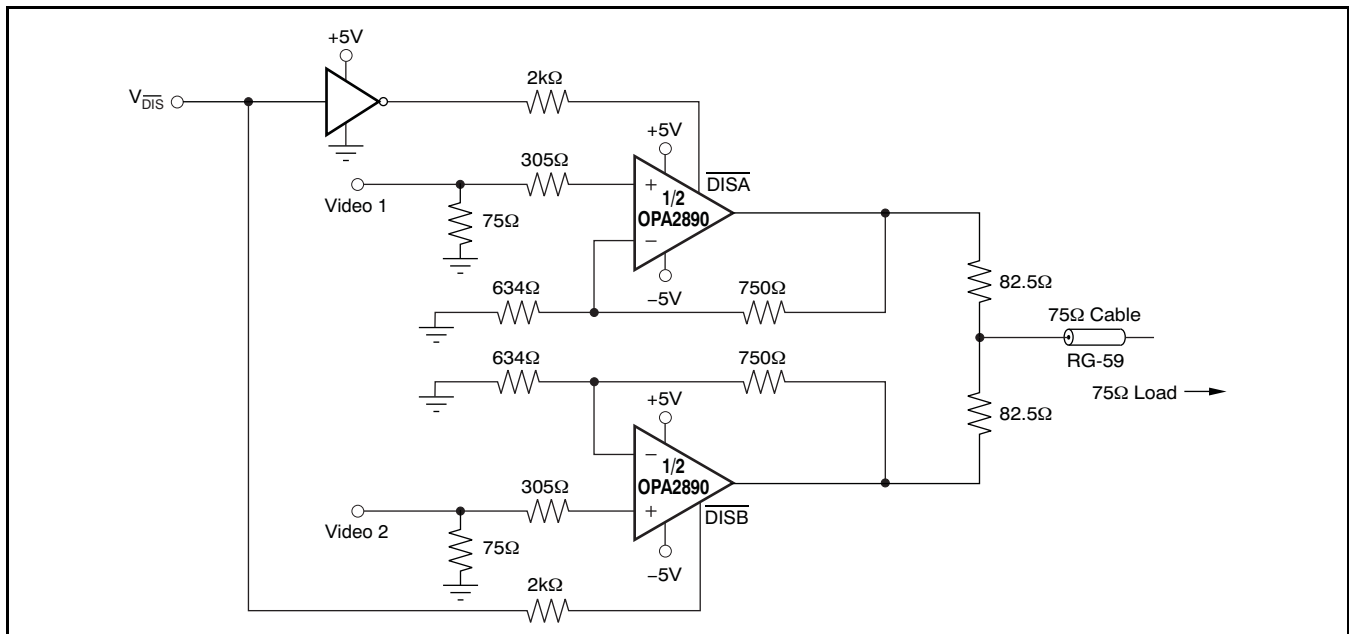 +5V
V‾DIS
2kΩ
+5V
305Ω
DISA
+
1/2
OPA2890
Video 1
75Ω
−
634Ω
−5V
750Ω
82.5Ω
75Ω Cable
RG-59
634Ω
750Ω
75Ω Load
+5V
82.5Ω
−
1/2
OPA2890
305Ω
+
DISB
Video 2
75Ω
−5V
2kΩ